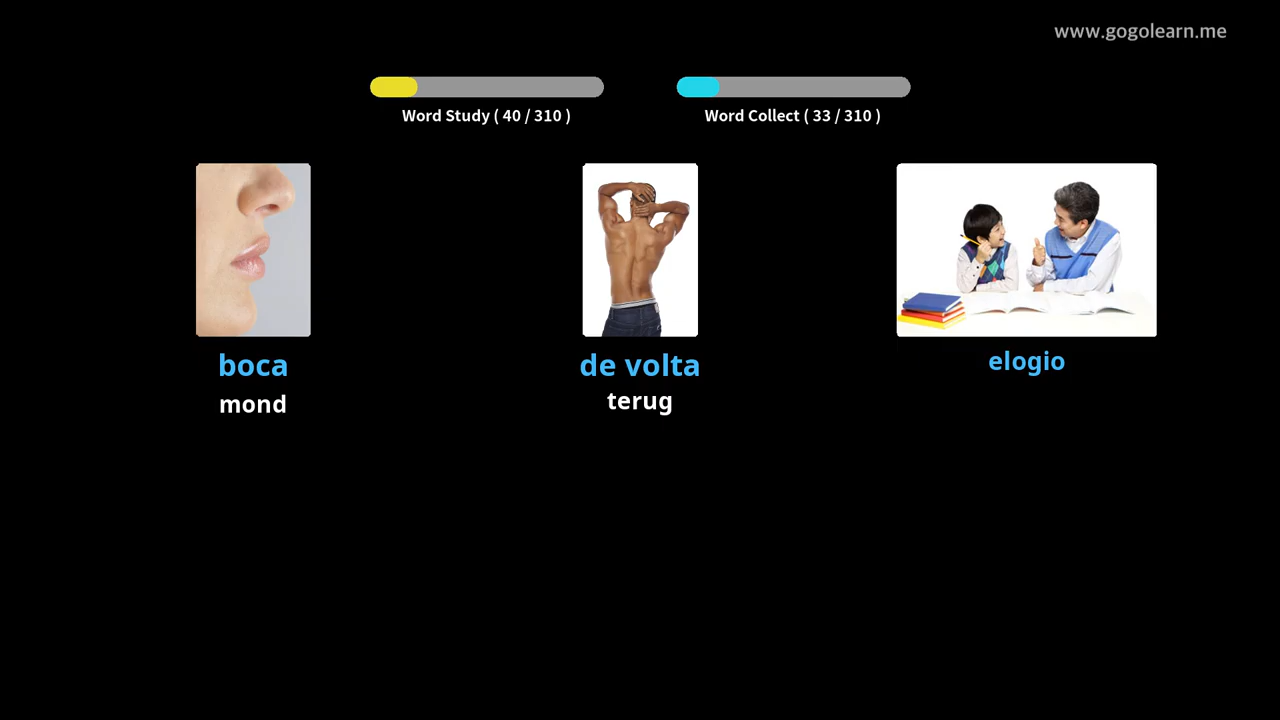 www.gogolearn.me
Word Study ( 40 / 310 )
Word Collect ( 33 / 310 )
boca
de volta
elogio
mond
terug